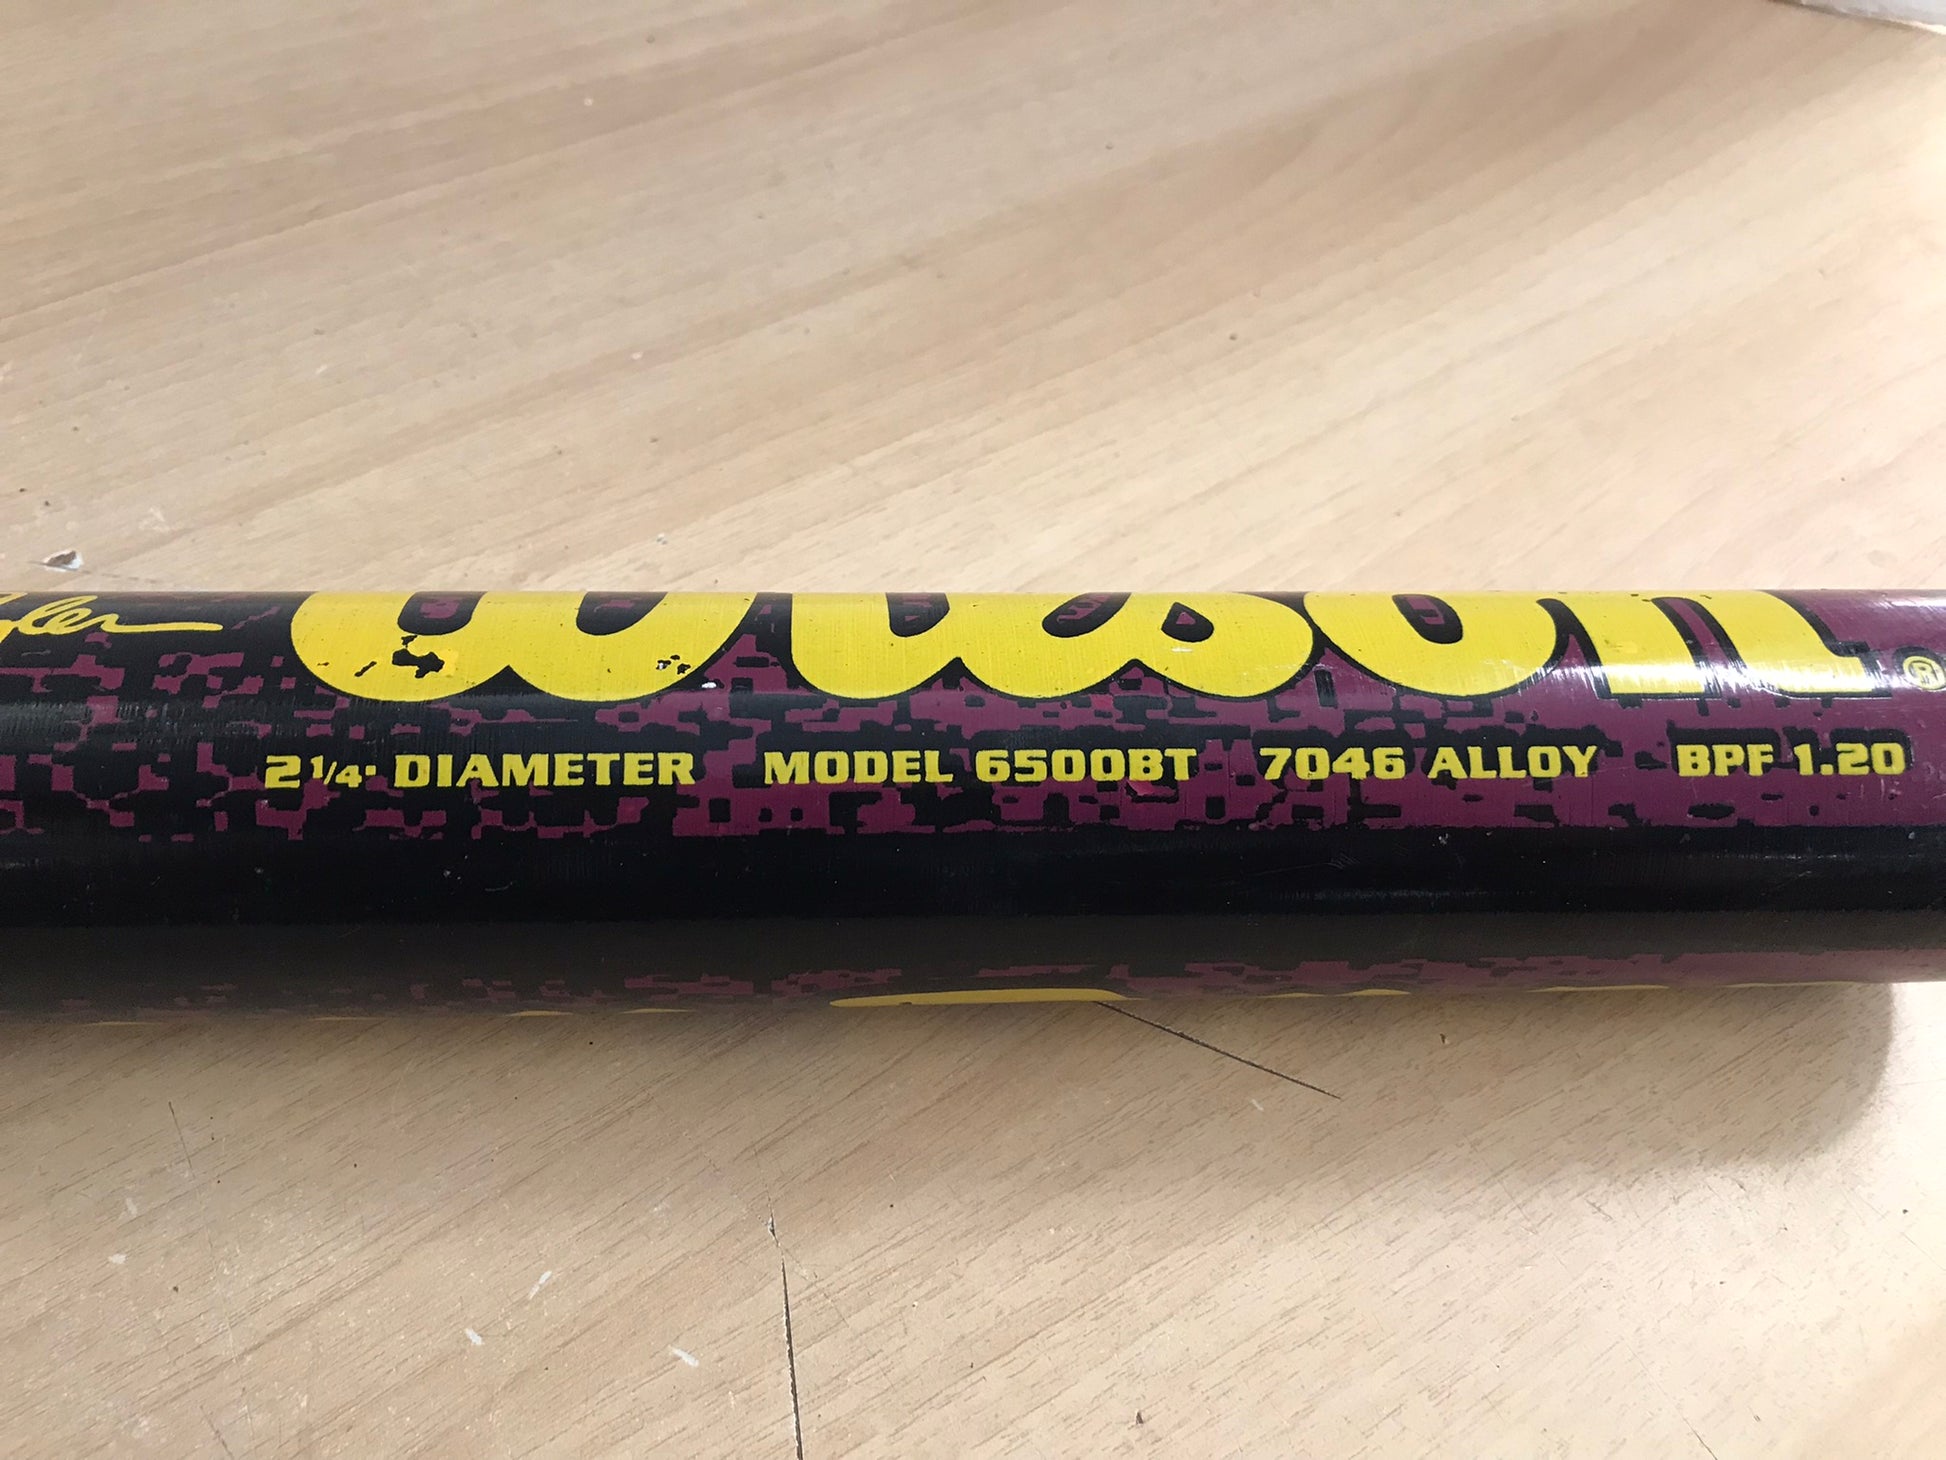 Wilson ®
2 1/4" DIAMETER MODEL 6500BT 7046 ALLOY BPF 1.20